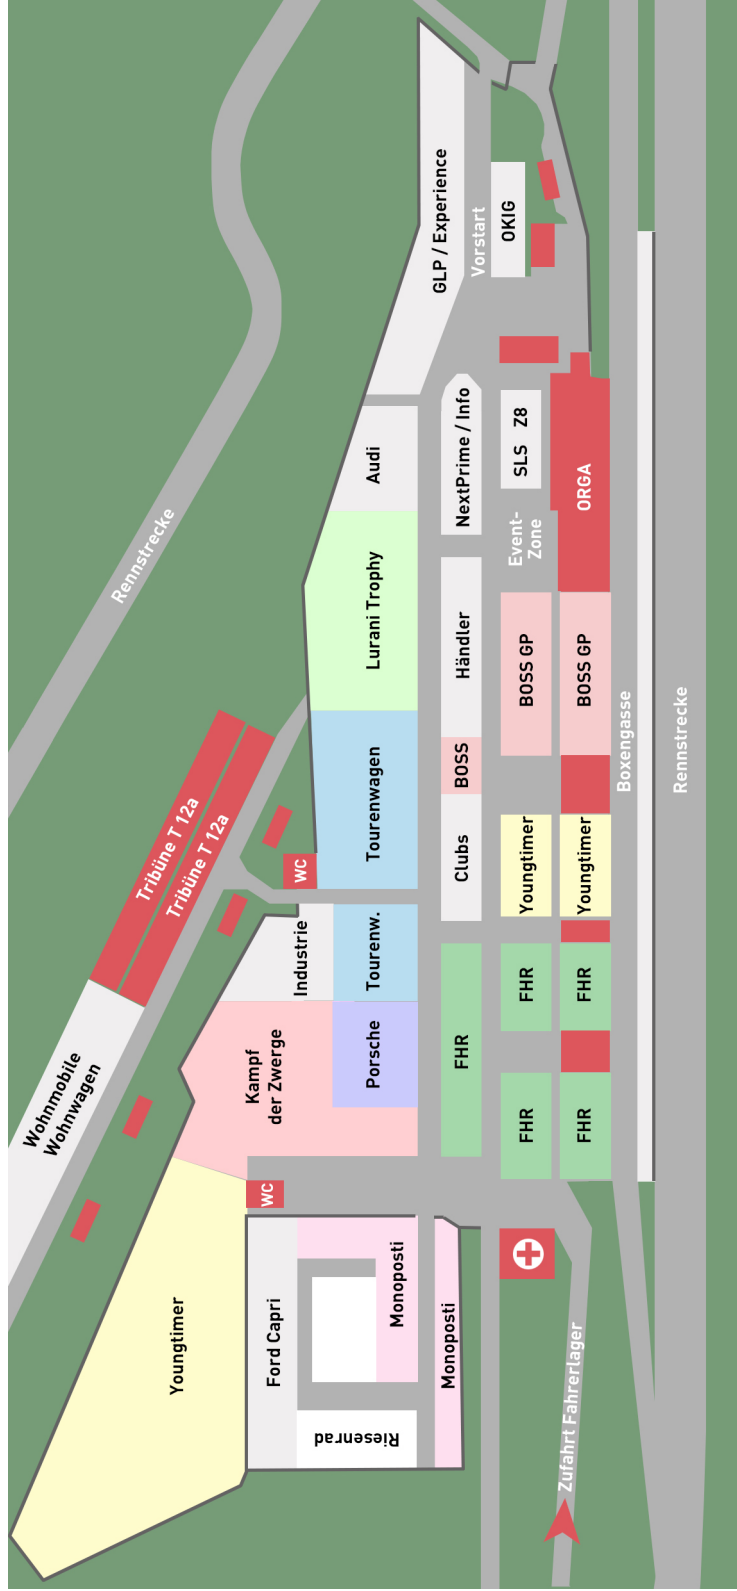 GLP / Experience
Vorstart
OKIG
NextPrime / Info
SLS Z8
Audi
ORGA
Event-
Zone
Rennstrecke
Lurani Trophy
Händler
BOSS GP
BOSS GP
Boxengasse
Rennstrecke
BOSS
Tourenwagen
Tribüne T 12a
Tribüne T 12a
WC
Clubs
Youngtimer
Youngtimer
Industrie
Tourenw.
FHR
FHR
Kampf
der Zwerge
Porsche
FHR
Wohnmobile
Wohnwagen
FHR
FHR
WC
Youngtimer
Ford Capri
Monoposti
Monoposti
Riesenrad
Zufahrt Fahrerlager